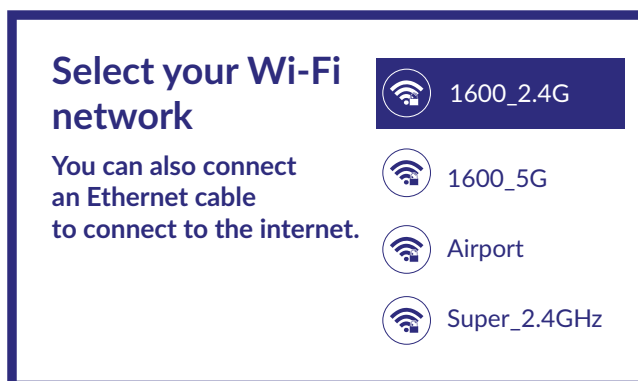 Select your Wi-Fi
network
You can also connect
an Ethernet cable
to connect to the internet.
1600_2.4G
1600_5G
Airport
Super_2.4GHz